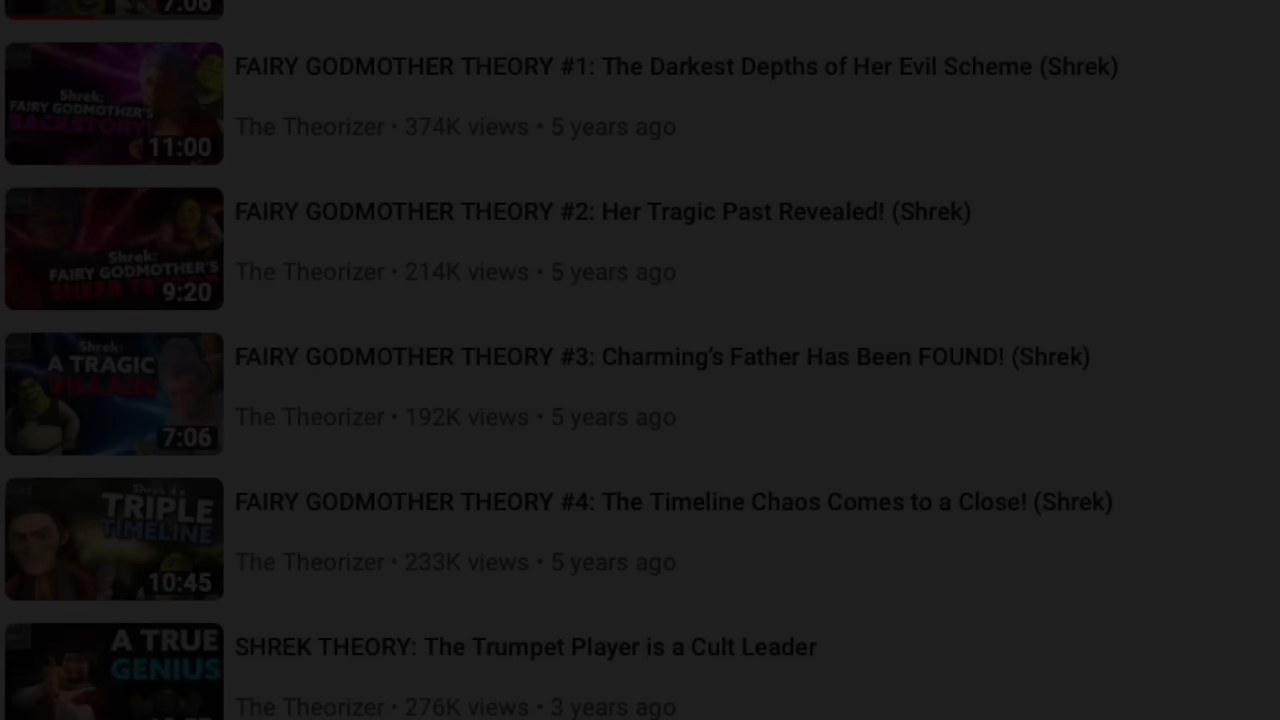 7:06
Shrek:
FAIRY GODMOTHER'S
BACKSTORY
11:00
FAIRY GODMOTHER THEORY #1: The Darkest Depths of Her Evil Scheme (Shrek)
The Theorizer • 374K views • 5 years ago
Shrek:
FAIRY GODMOTHER'S
9:20
FAIRY GODMOTHER THEORY #2: Her Tragic Past Revealed! (Shrek)
The Theorizer • 214K views • 5 years ago
Shrek:
A TRAGIC
VILLAIN
7:06
FAIRY GODMOTHER THEORY #3: Charming's Father Has Been FOUND! (Shrek)
The Theorizer • 192K views • 5 years ago
TRIPLE
TIMELINE
10:45
FAIRY GODMOTHER THEORY #4: The Timeline Chaos Comes to a Close! (Shrek)
The Theorizer • 233K views • 5 years ago
A TRUE
GENIUS
SHREK THEORY: The Trumpet Player is a Cult Leader
The Theorizer • 276K views • 3 years ago